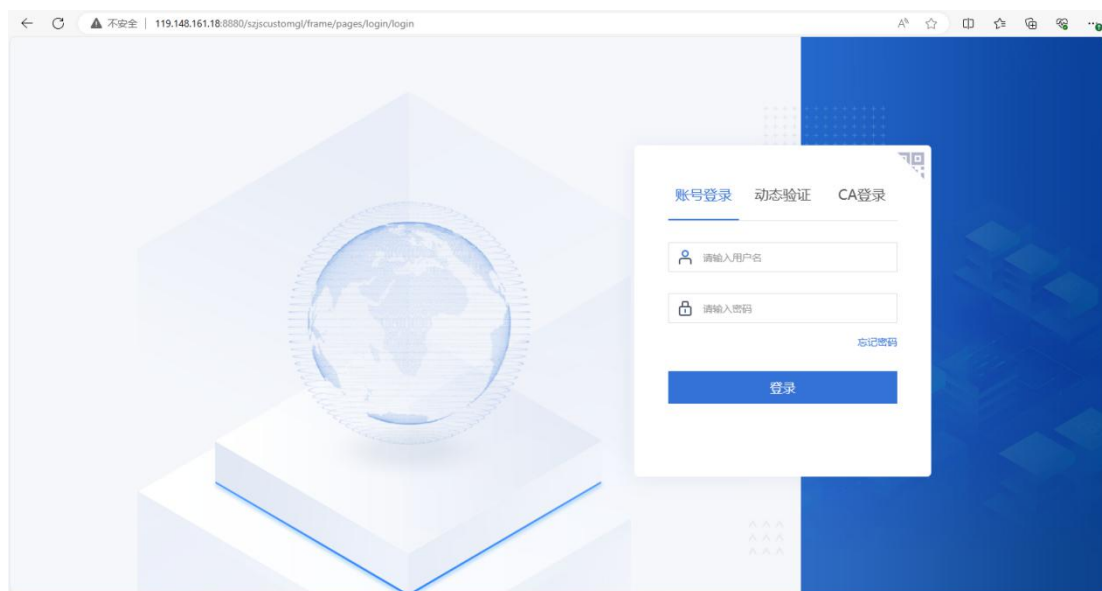 不安全 | 119.148.161.18:8880/szjscustomgl/frame/pages/login/login
账号登录 动态验证 CA登录
请输入用户名
请输入密码
忘记密码
登录